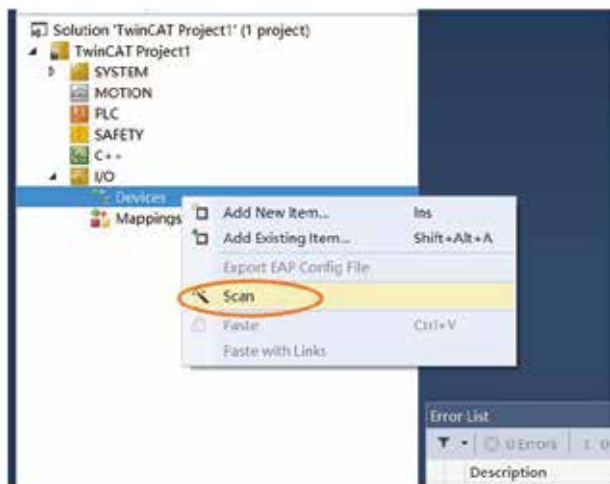 Solution 'TwinCAT Project1' (1 project)
TwinCAT Project1
SYSTEM
MOTION
PLC
SAFETY
C++
I/O
Devices
Mappings
Add New Item... Ins
Add Existing Item... Shift+Alt+A
Export EAP Config File
Scan
Paste Ctrl+V
Paste with Links
Error List
0 Errors
Description